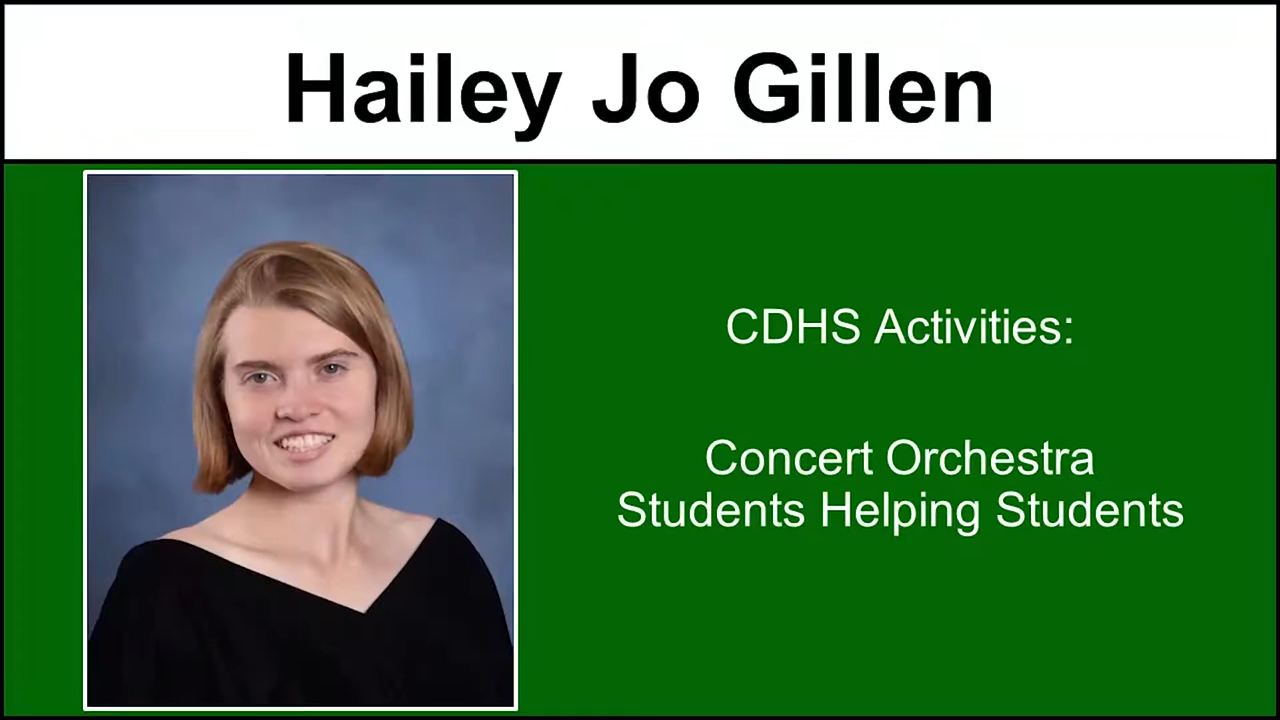 Hailey Jo Gillen
CDHS Activities:
Concert Orchestra
Students Helping Students